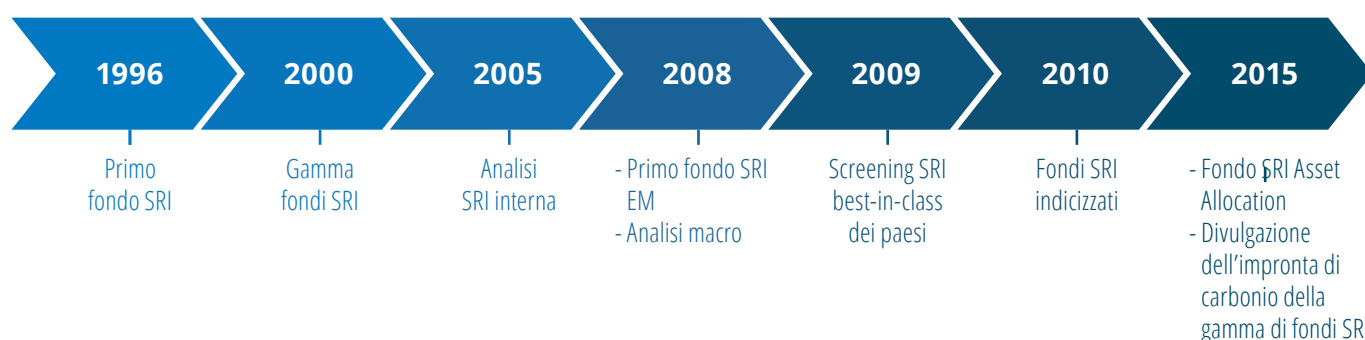 1996
2000
2005
2008
2009
2010
2015
Primo
fondo SRI
Gamma
fondi SRI
Analisi
SRI interna
- Primo fondo SRI
EM
- Analisi macro
Screening SRI
best-in-class
dei paesi
Fondi SRI
indicizzati
- Fondo SRI Asset
Allocation
- Divulgazione
dell’impronta di
carbonio della
gamma di fondi SR